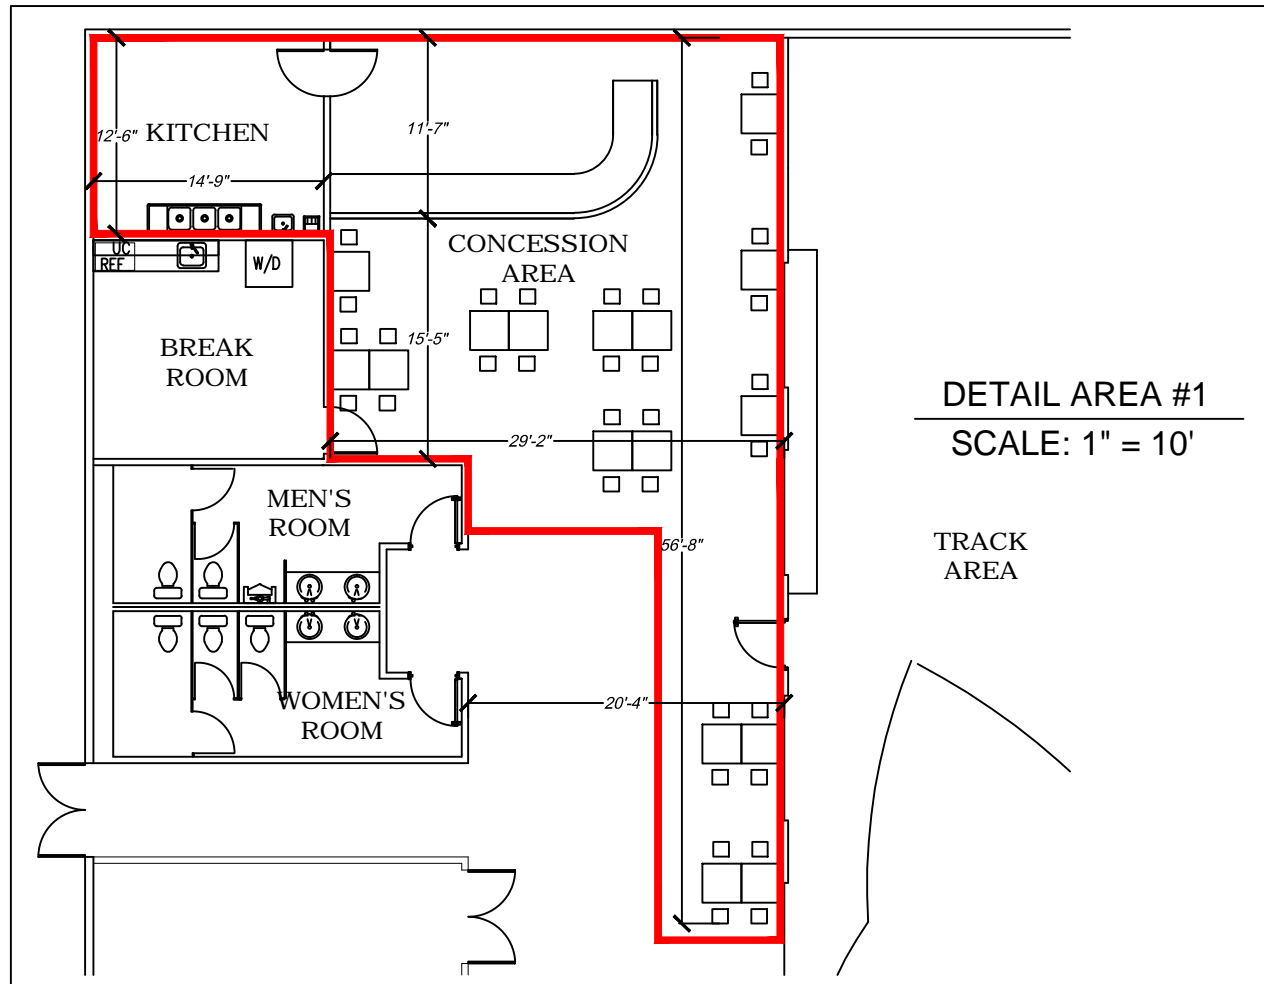 12'-6"
KITCHEN
11'-7"
14'-9"
CONCESSION
AREA
UC
REF
W/D
15'-5"
BREAK
ROOM
DETAIL AREA #1
SCALE: 1" = 10'
29'-2"
MEN'S
ROOM
56'-8"
TRACK
AREA
WOMEN'S
ROOM
20'-4"